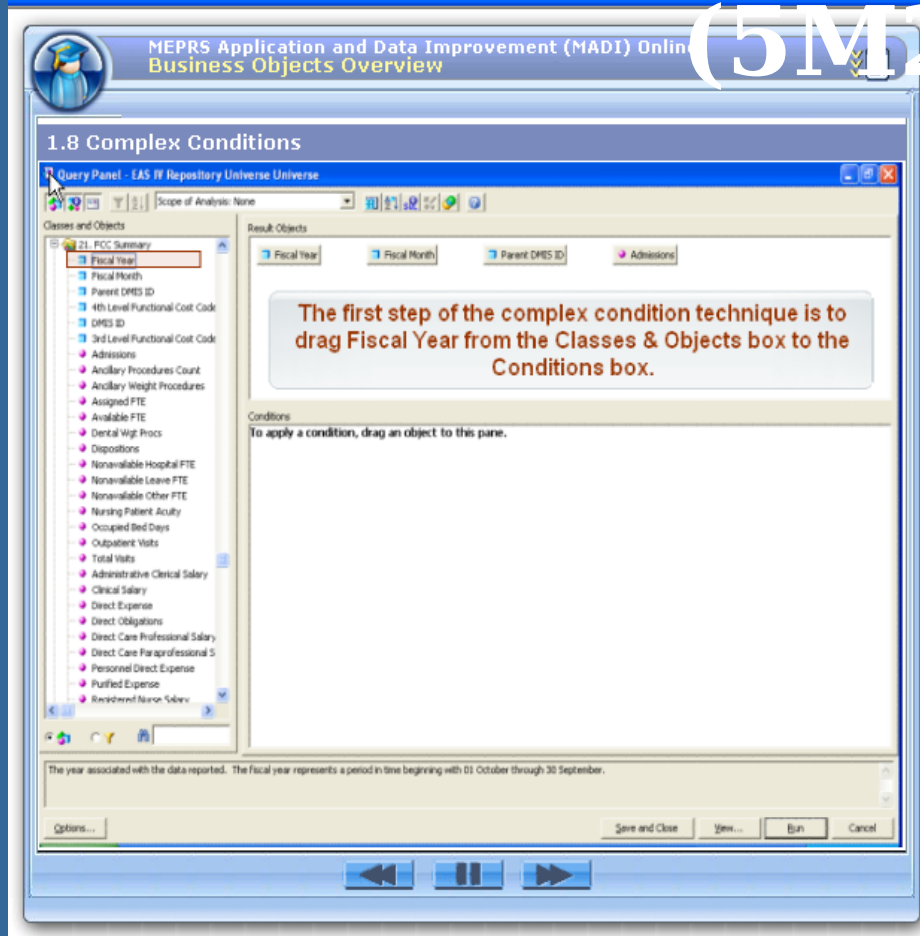 (5M2
MEPRS Application and Data Improvement (MADI) Onlin
Business Objects Overview
1.8 Complex Conditions
Query Panel - EAS IV Repository Universe Universe
Scope of Analysis: None
Classes and Objects
21. FCC Summary
Fiscal Year
Fiscal Month
Parent DMIS ID
4th Level Functional Cost Code
DMIS ID
3rd Level Functional Cost Code
Admissions
Ancillary Procedures Count
Ancillary Weight Procedures
Assigned FTE
Available FTE
Dental Wgt Procs
Dispositions
Nonavailable Hospital FTE
Nonavailable Leave FTE
Nonavailable Other FTE
Nursing Patient Acuity
Occupied Bed Days
Outpatient Visits
Total Visits
Administrative Clerical Salary
Clinical Salary
Direct Expense
Direct Obligations
Direct Care Professional Salary
Direct Care Paraprofessional S
Personnel Direct Expense
Purified Expense
Registered Nurse Salary
Result Objects
Fiscal Year
Fiscal Month
Parent DMIS ID
Admissions
The first step of the complex condition technique is to
drag Fiscal Year from the Classes & Objects box to the
Conditions box.
Conditions
To apply a condition, drag an object to this pane.
The year associated with the data reported. The fiscal year represents a period in time beginning with 01 October through 30 September.
Options...
Save and Close
View...
Run
Cancel